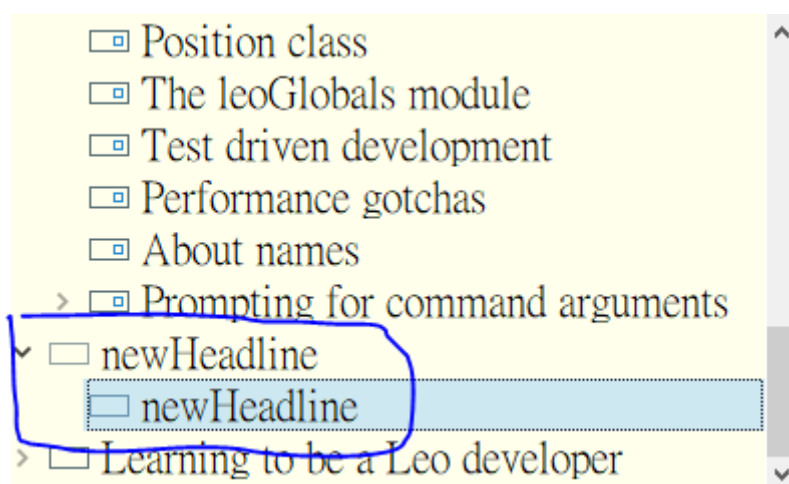 Position class
The leoGlobals module
Test driven development
Performance gotchas
About names
Prompting for command arguments
newHeadline
newHeadline
Learning to be a Leo developer